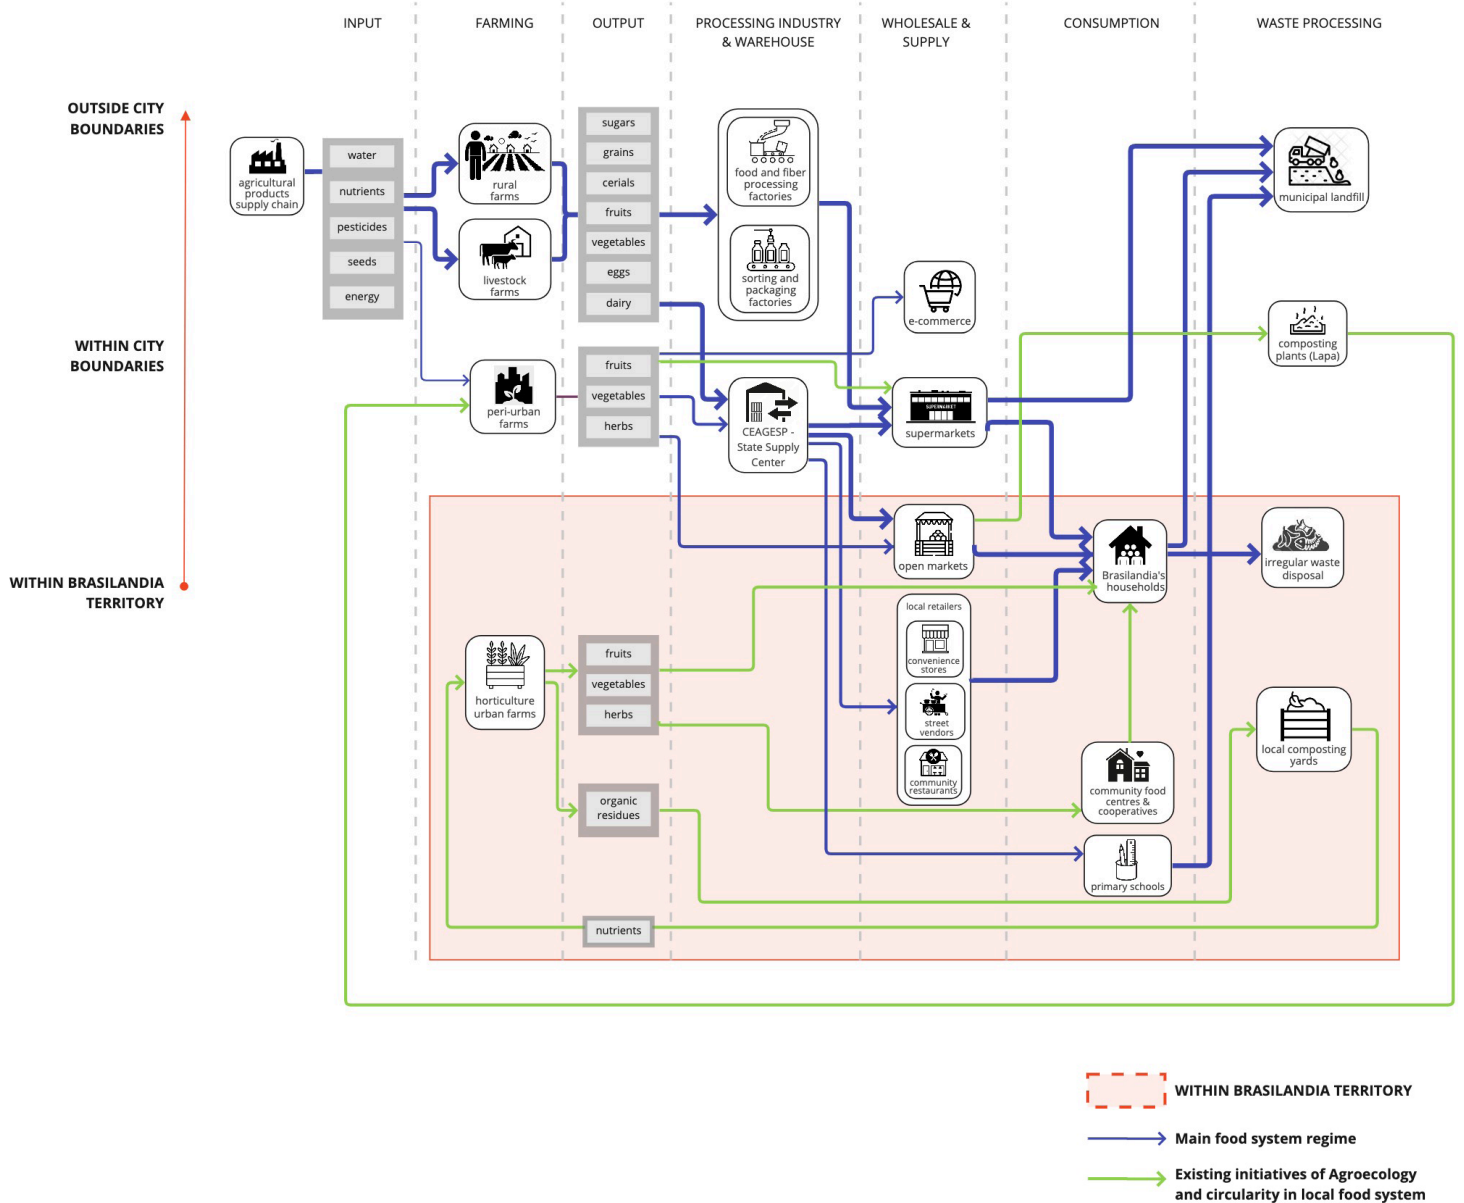 INPUT
FARMING
OUTPUT
PROCESSING INDUSTRY
& WAREHOUSE
WHOLESALE &
SUPPLY
CONSUMPTION
WASTE PROCESSING
OUTSIDE CITY
BOUNDARIES
WITHIN CITY
BOUNDARIES
WITHIN BRASILANDIA
TERRITORY
agricultural
products
supply chain
water
nutrients
pesticides
seeds
energy
rural
farms
livestock
farms
peri-urban
farms
sugars
grains
cerials
fruits
vegetables
eggs
dairy
fruits
vegetables
herbs
food and fiber
processing
factories
sorting and
packaging
factories
CEAGESP -
State Supply
Center
e-commerce
SUPERMARKET
supermarkets
municipal landfill
composting
plants (Lapa)
open markets
local retailers
convenience
stores
street
vendors
community
restaurants
Brasilandia's
households
irregular waste
disposal
horticulture
urban farms
fruits
vegetables
herbs
organic
residues
nutrients
community food
centres &
cooperatives
primary schools
local composting
yards
WITHIN BRASILANDIA TERRITORY
Main food system regime
Existing initiatives of Agroecology
and circularity in local food system